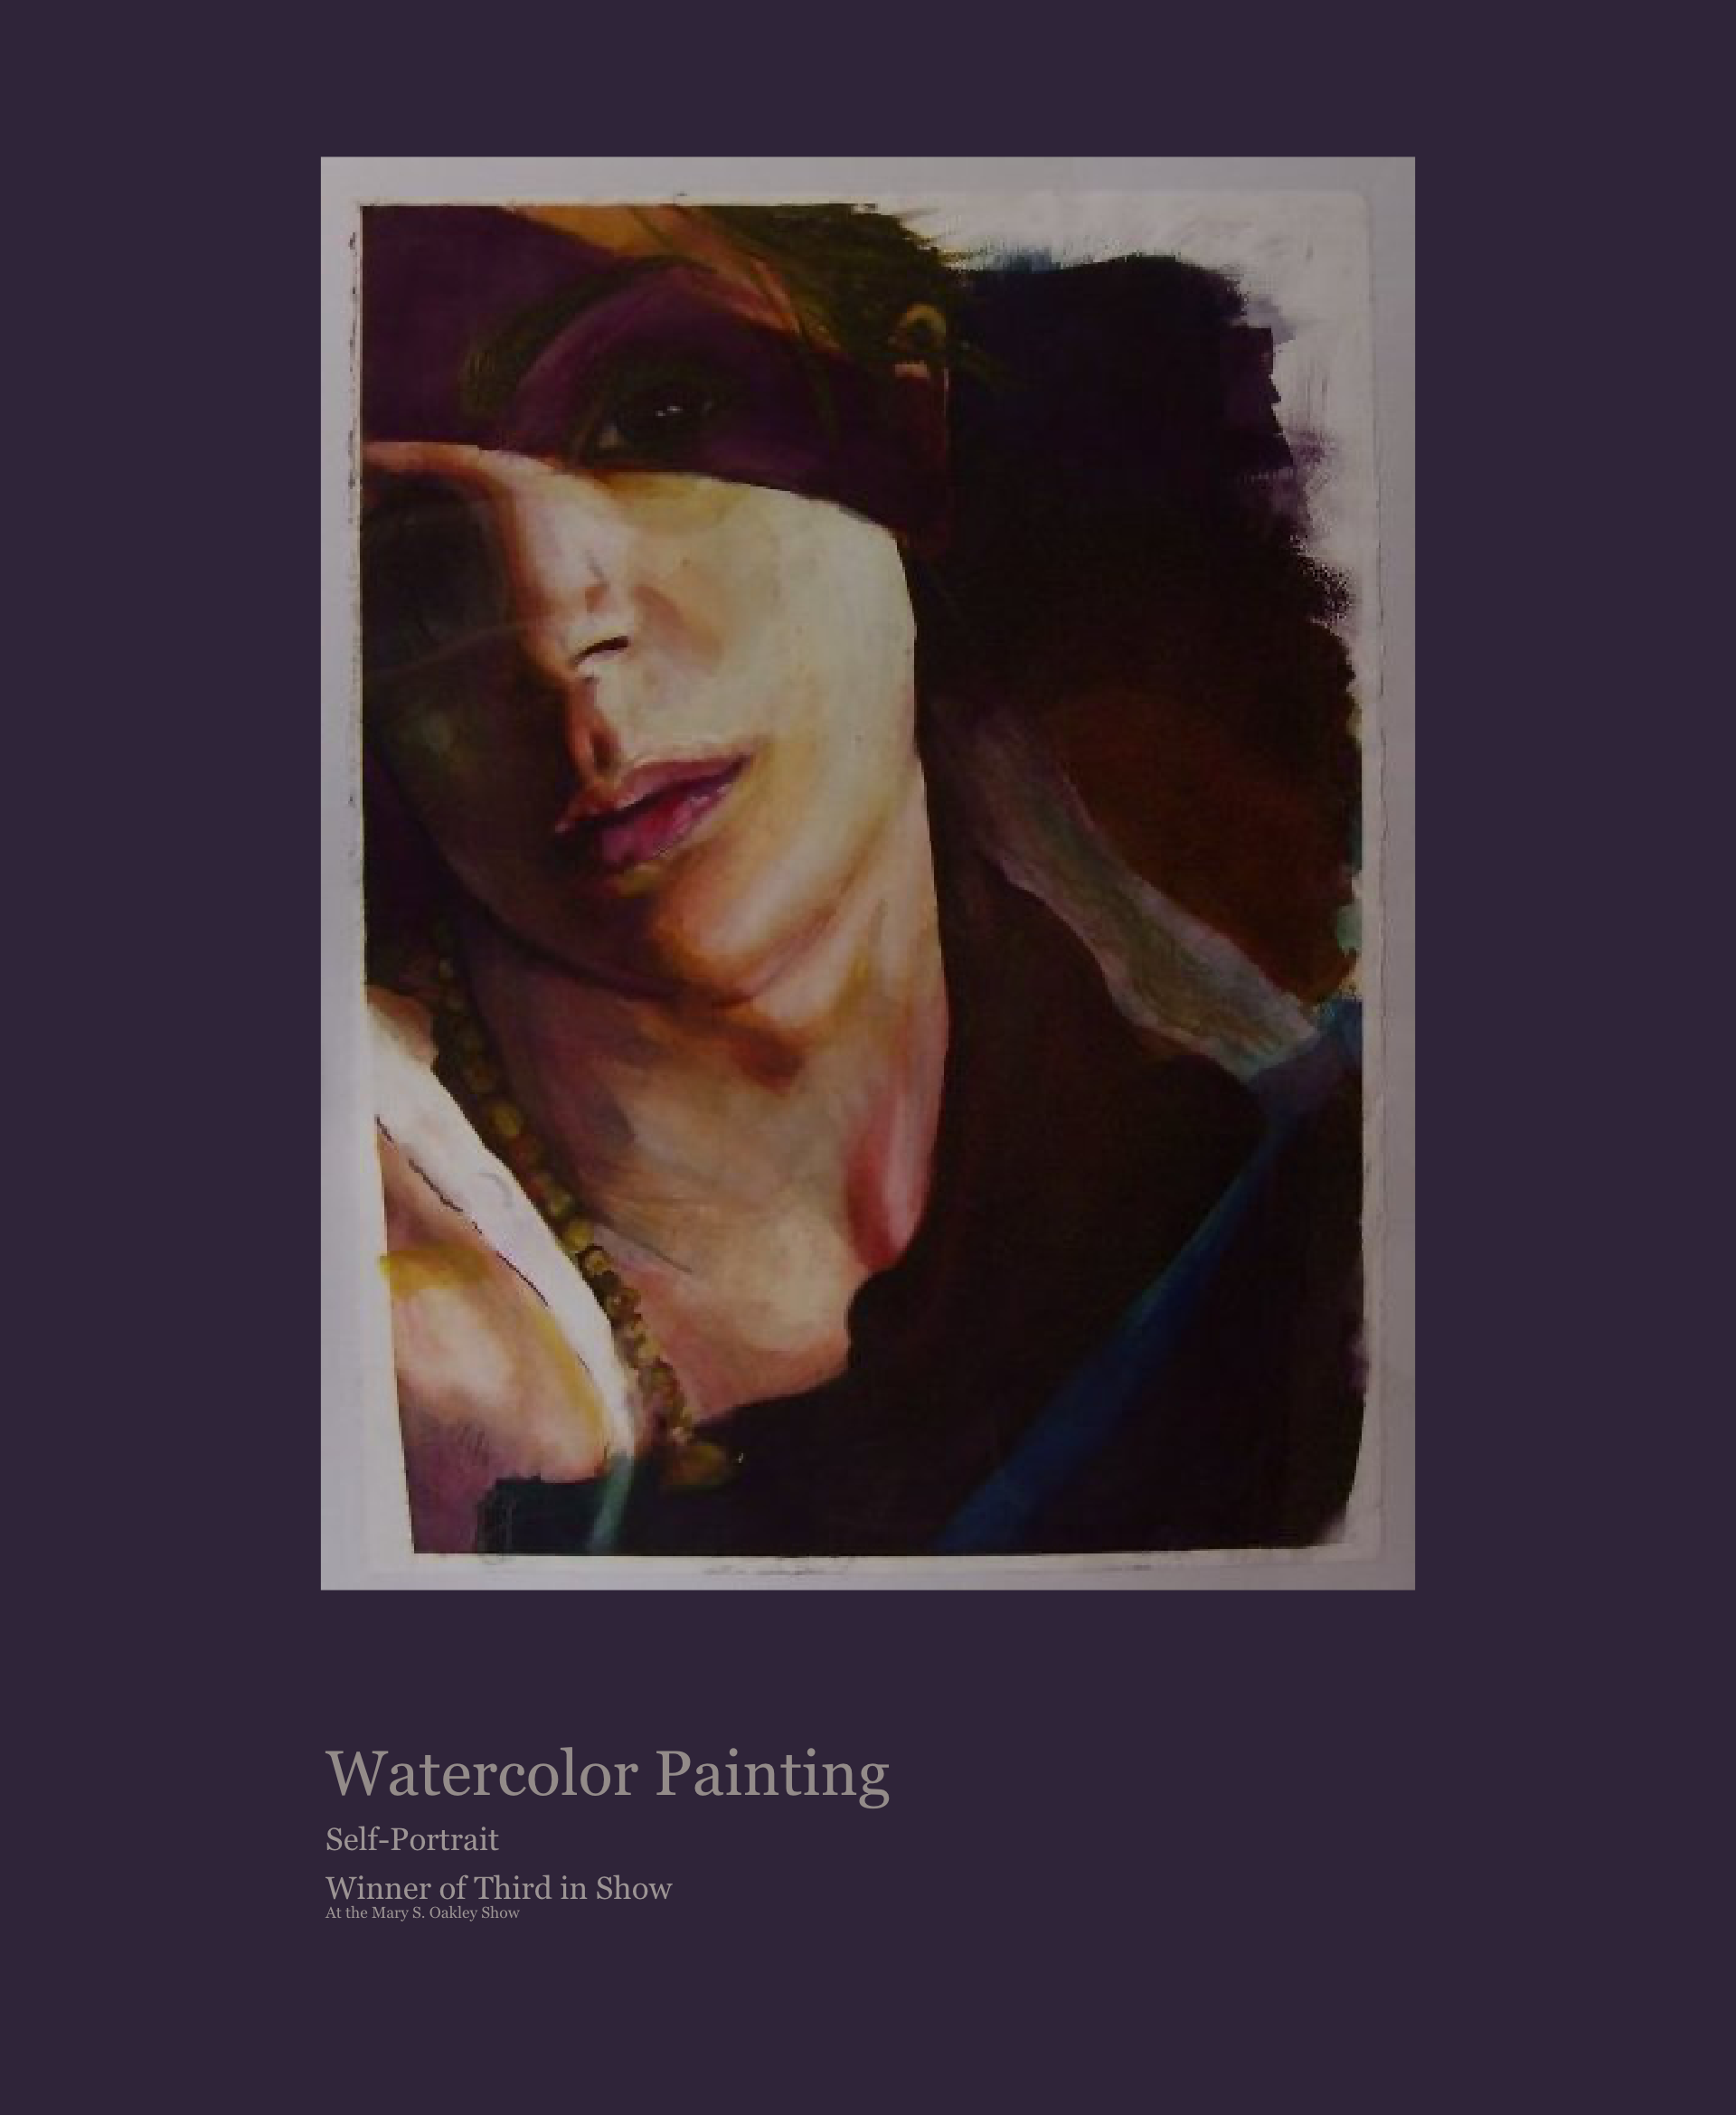 Watercolor Painting
Self-Portrait
Winner of Third in Show
At the Mary S. Oakley Show